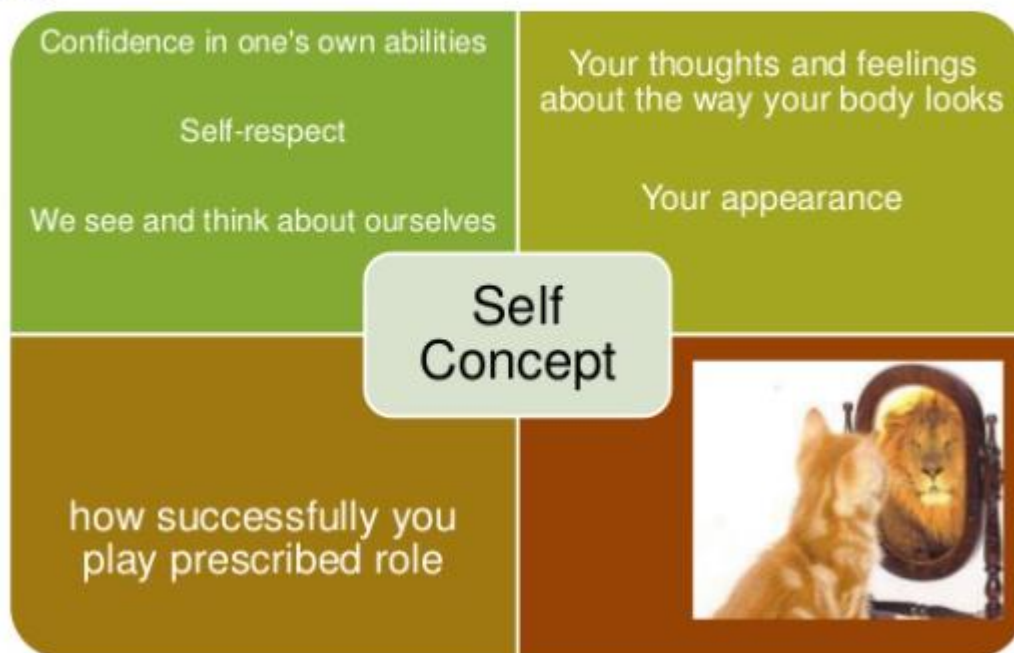 Confidence in one's own abilities
Self-respect
We see and think about ourselves
Your thoughts and feelings
about the way your body looks
Your appearance
Self
Concept
how successfully you
play prescribed role